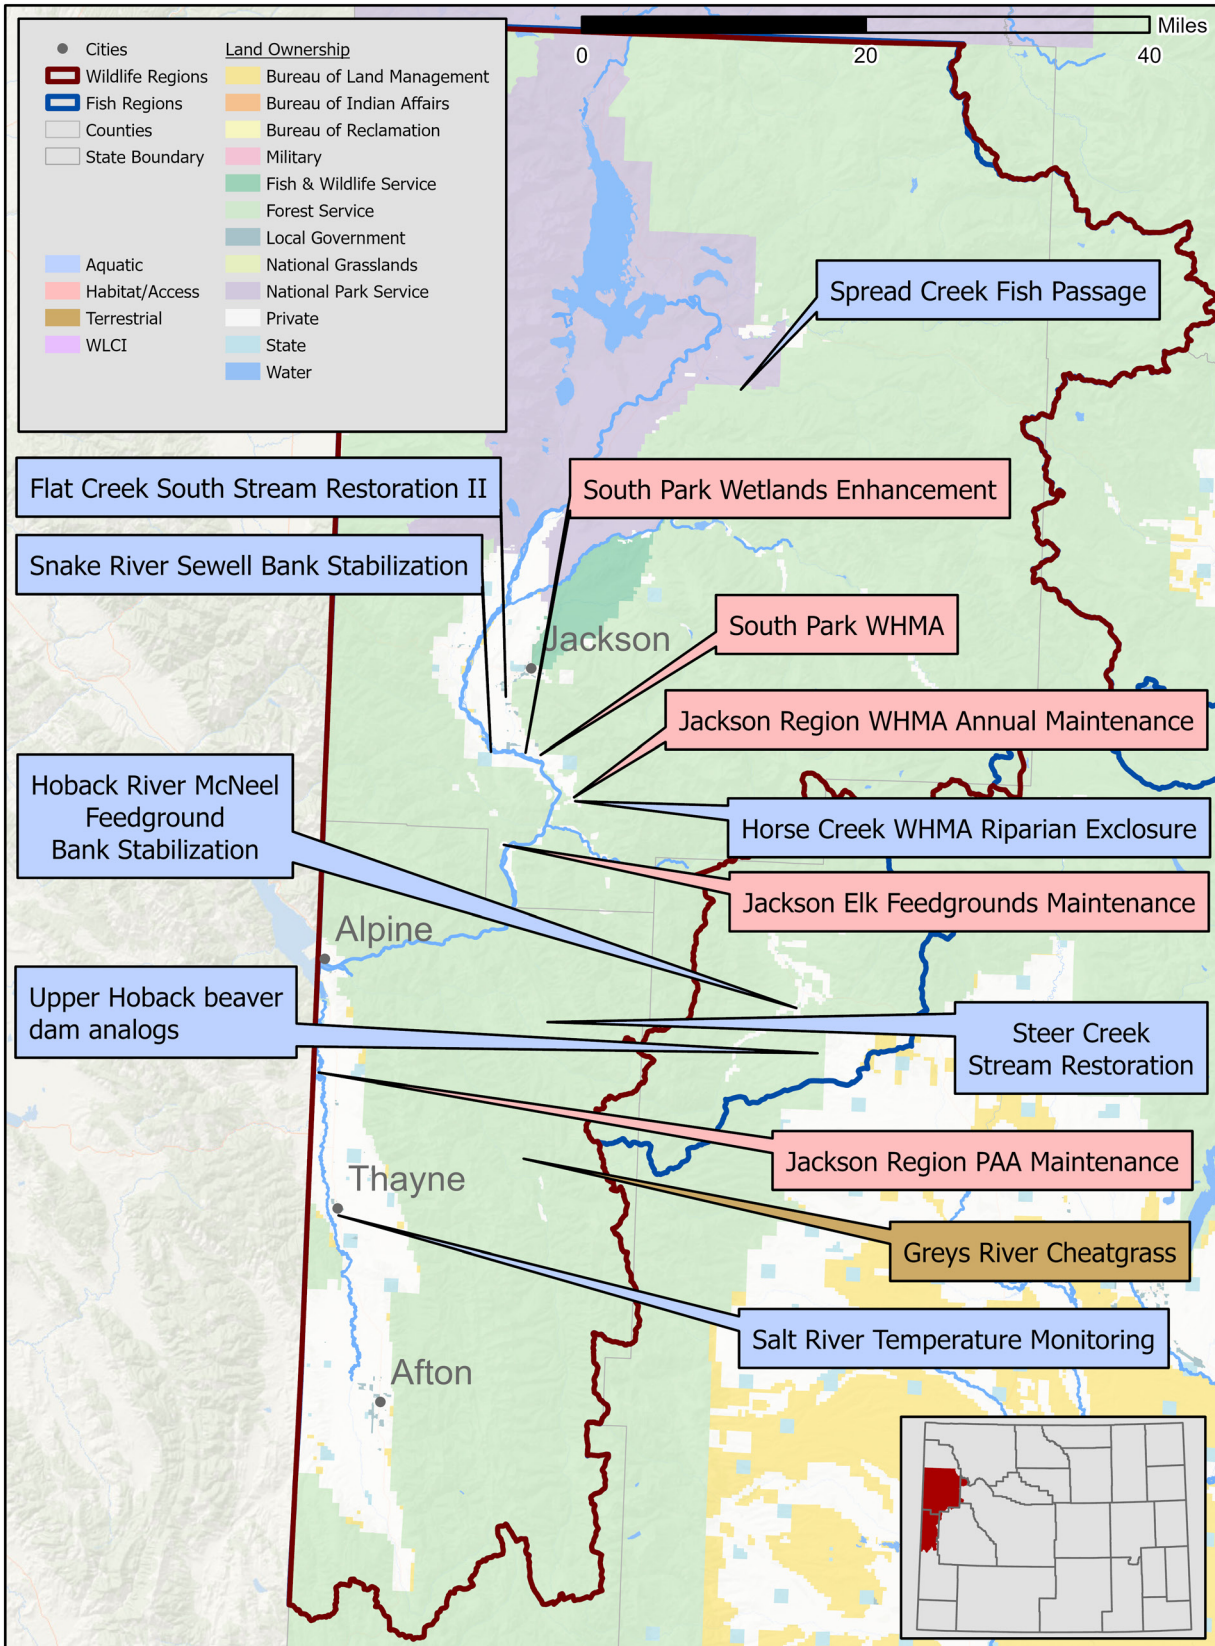 Cities
Wildlife Regions
Fish Regions
Counties
State Boundary
Aquatic
Habitat/Access
Terrestrial
WLCI
Land Ownership
Bureau of Land Management
Bureau of Indian Affairs
Bureau of Reclamation
Military
Fish & Wildlife Service
Forest Service
Local Government
National Grasslands
National Park Service
Private
State
Water
Miles
0
20
40
Spread Creek Fish Passage
Flat Creek South Stream Restoration II
South Park Wetlands Enhancement
Snake River Sewell Bank Stabilization
South Park WHMA
Jackson
Jackson Region WHMA Annual Maintenance
Hoback River McNeel
Feedground
Bank Stabilization
Horse Creek WHMA Riparian Exclosure
Jackson Elk Feedgrounds Maintenance
Alpine
Upper Hoback beaver
dam analogs
Steer Creek
Stream Restoration
Jackson Region PAA Maintenance
Thayne
Greys River Cheatgrass
Salt River Temperature Monitoring
Afton